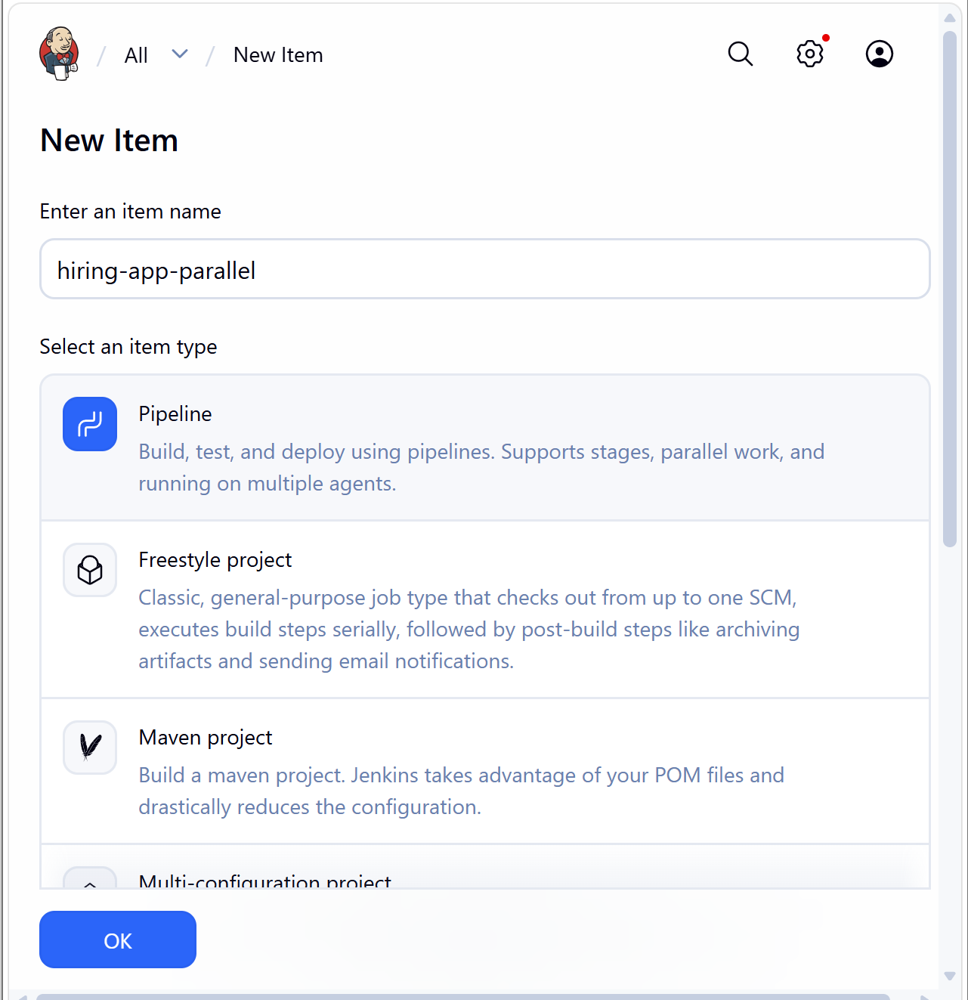 All
New Item
New Item
Enter an item name
hiring-app-parallel
Select an item type
Pipeline
Build, test, and deploy using pipelines. Supports stages, parallel work, and
running on multiple agents.
Freestyle project
Classic, general-purpose job type that checks out from up to one SCM,
executes build steps serially, followed by post-build steps like archiving
artifacts and sending email notifications.
Maven project
Build a maven project. Jenkins takes advantage of your POM files and
drastically reduces the configuration.
Multi-configuration project
OK